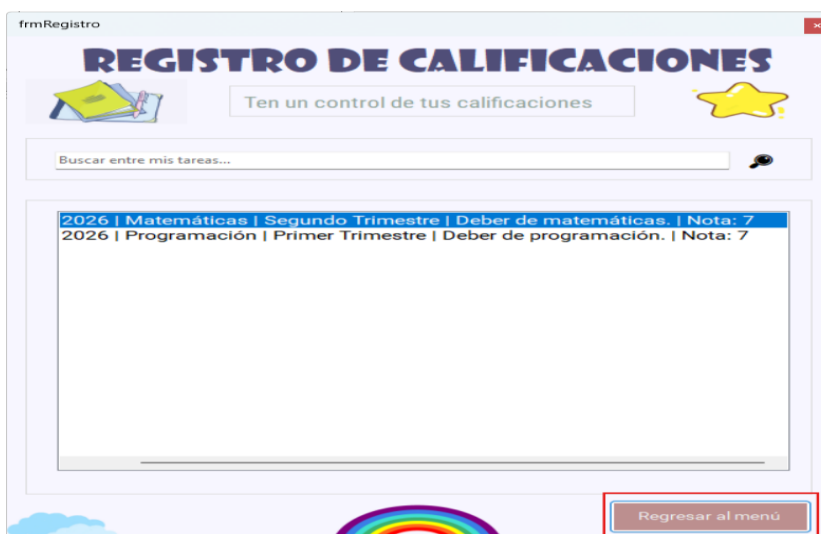 frmRegistro
REGISTRO DE CALIFICACIONES
Ten un control de tus calificaciones
Buscar entre mis tareas...
2026 | Matemáticas | Segundo Trimestre | Deber de matemáticas. | Nota: 7
2026 | Programación | Primer Trimestre | Deber de programación. | Nota: 7
Regresar al menú